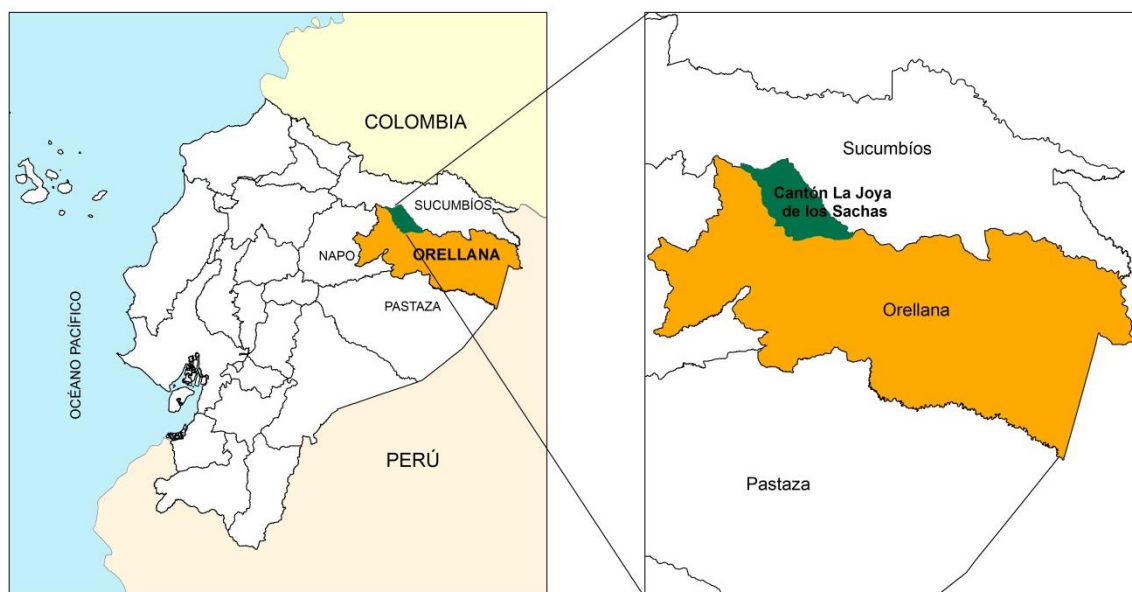 COLOMBIA
SUCUMBÍOS
NAPO
ORELLANA
PASTAZA
OCÉANO PACÍFICO
PERÚ
Sucumbíos
Cantón La Joya
de los Sachas
Orellana
Pastaza